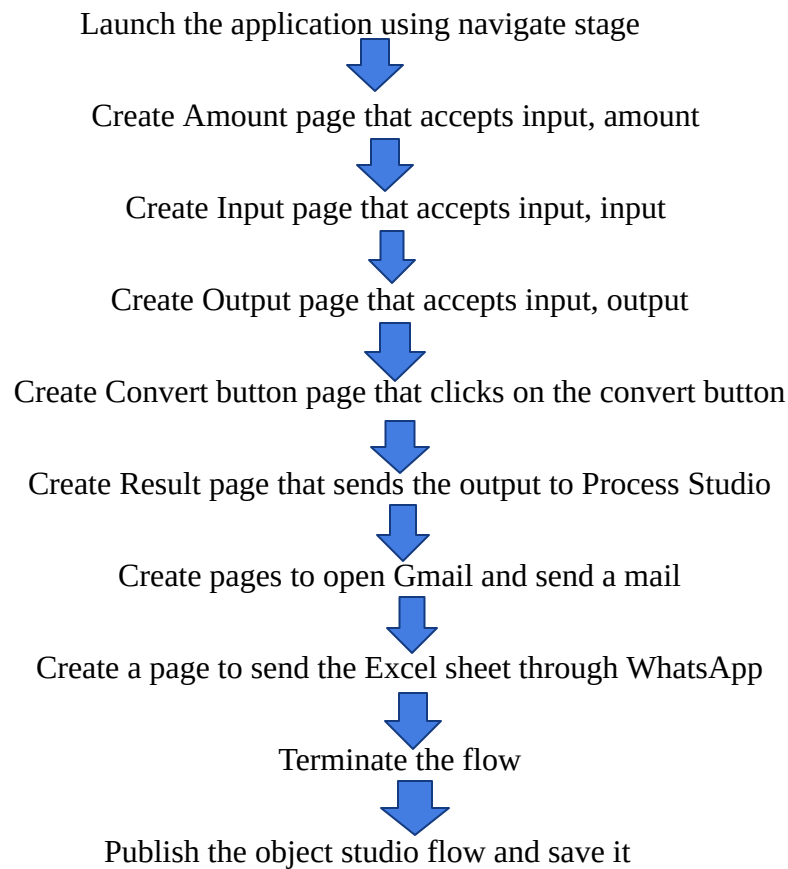 Launch the application using navigate stage
Create Amount page that accepts input, amount
Create Input page that accepts input, input
Create Output page that accepts input, output
Create Convert button page that clicks on the convert button
Create Result page that sends the output to Process Studio
Create pages to open Gmail and send a mail
Create a page to send the Excel sheet through WhatsApp
Terminate the flow
Publish the object studio flow and save it